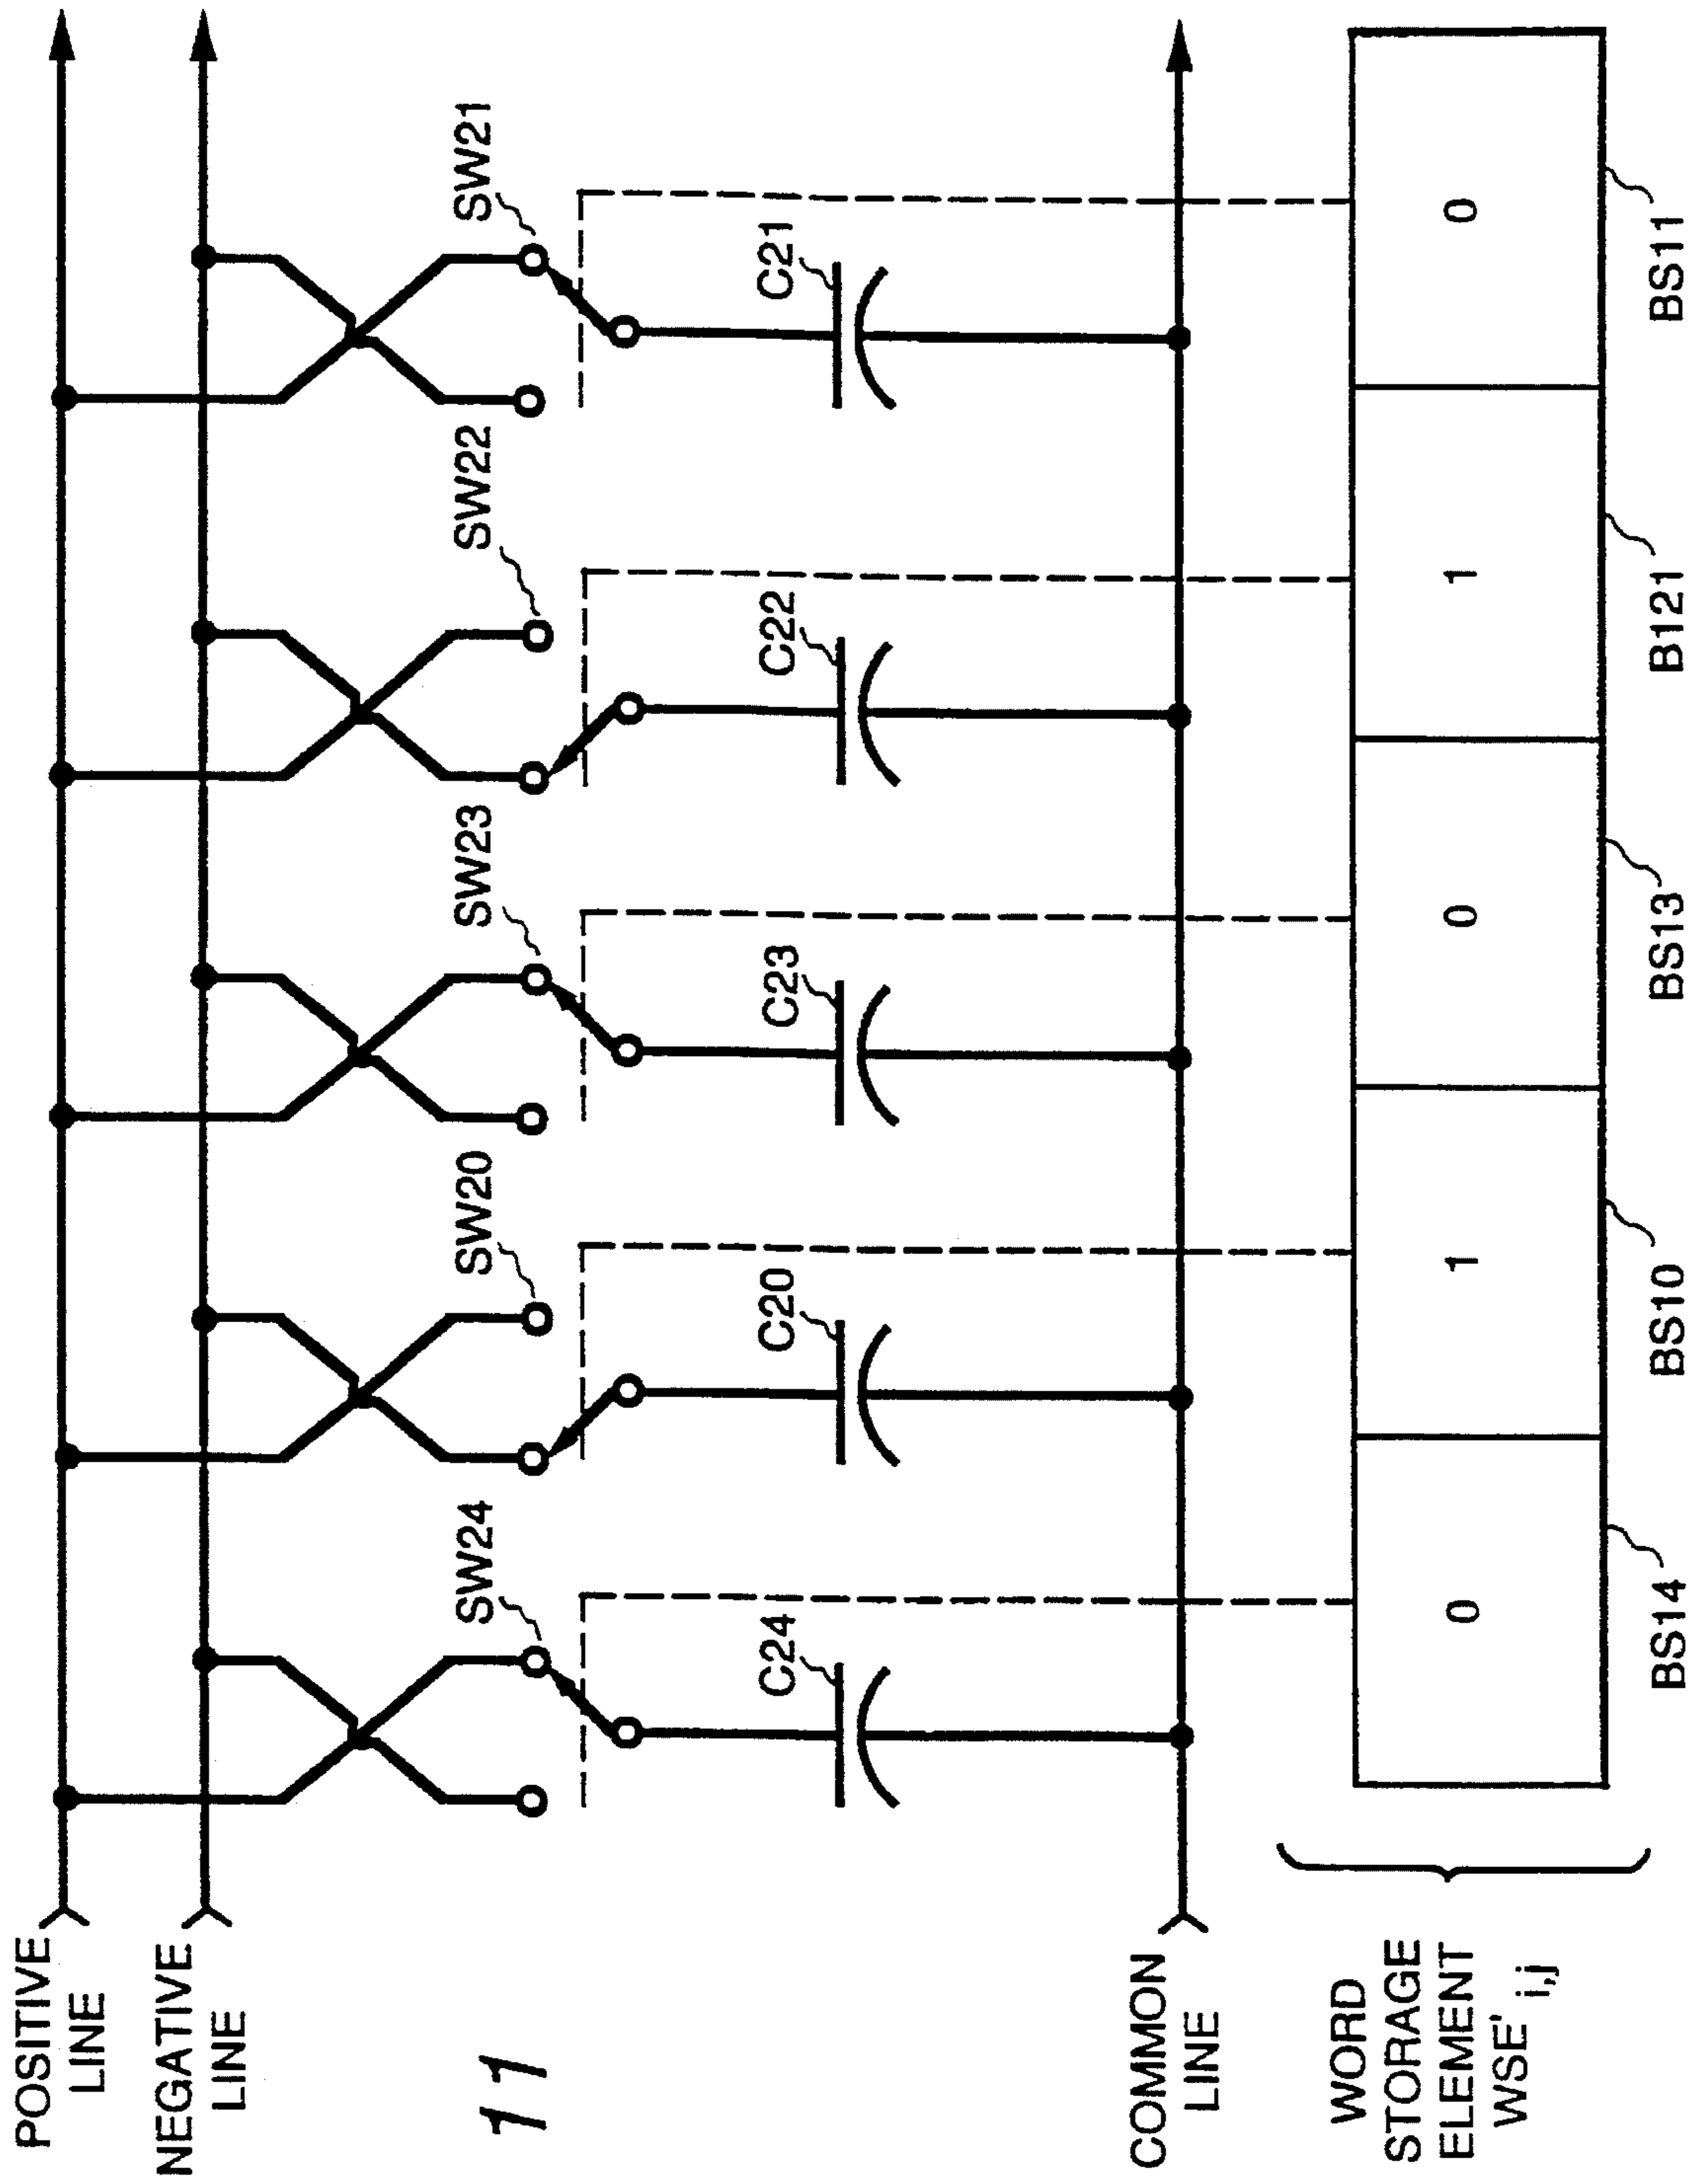 POSITIVE
LINE
NEGATIVE
LINE
11
COMMON
LINE
WORD
STORAGE
ELEMENT
WSE' i,j
SW24
SW20
SW23
SW22
SW21
C24
C20
C23
C22
C21
0
1
0
1
0
BS14
BS10
BS13
B121
BS11